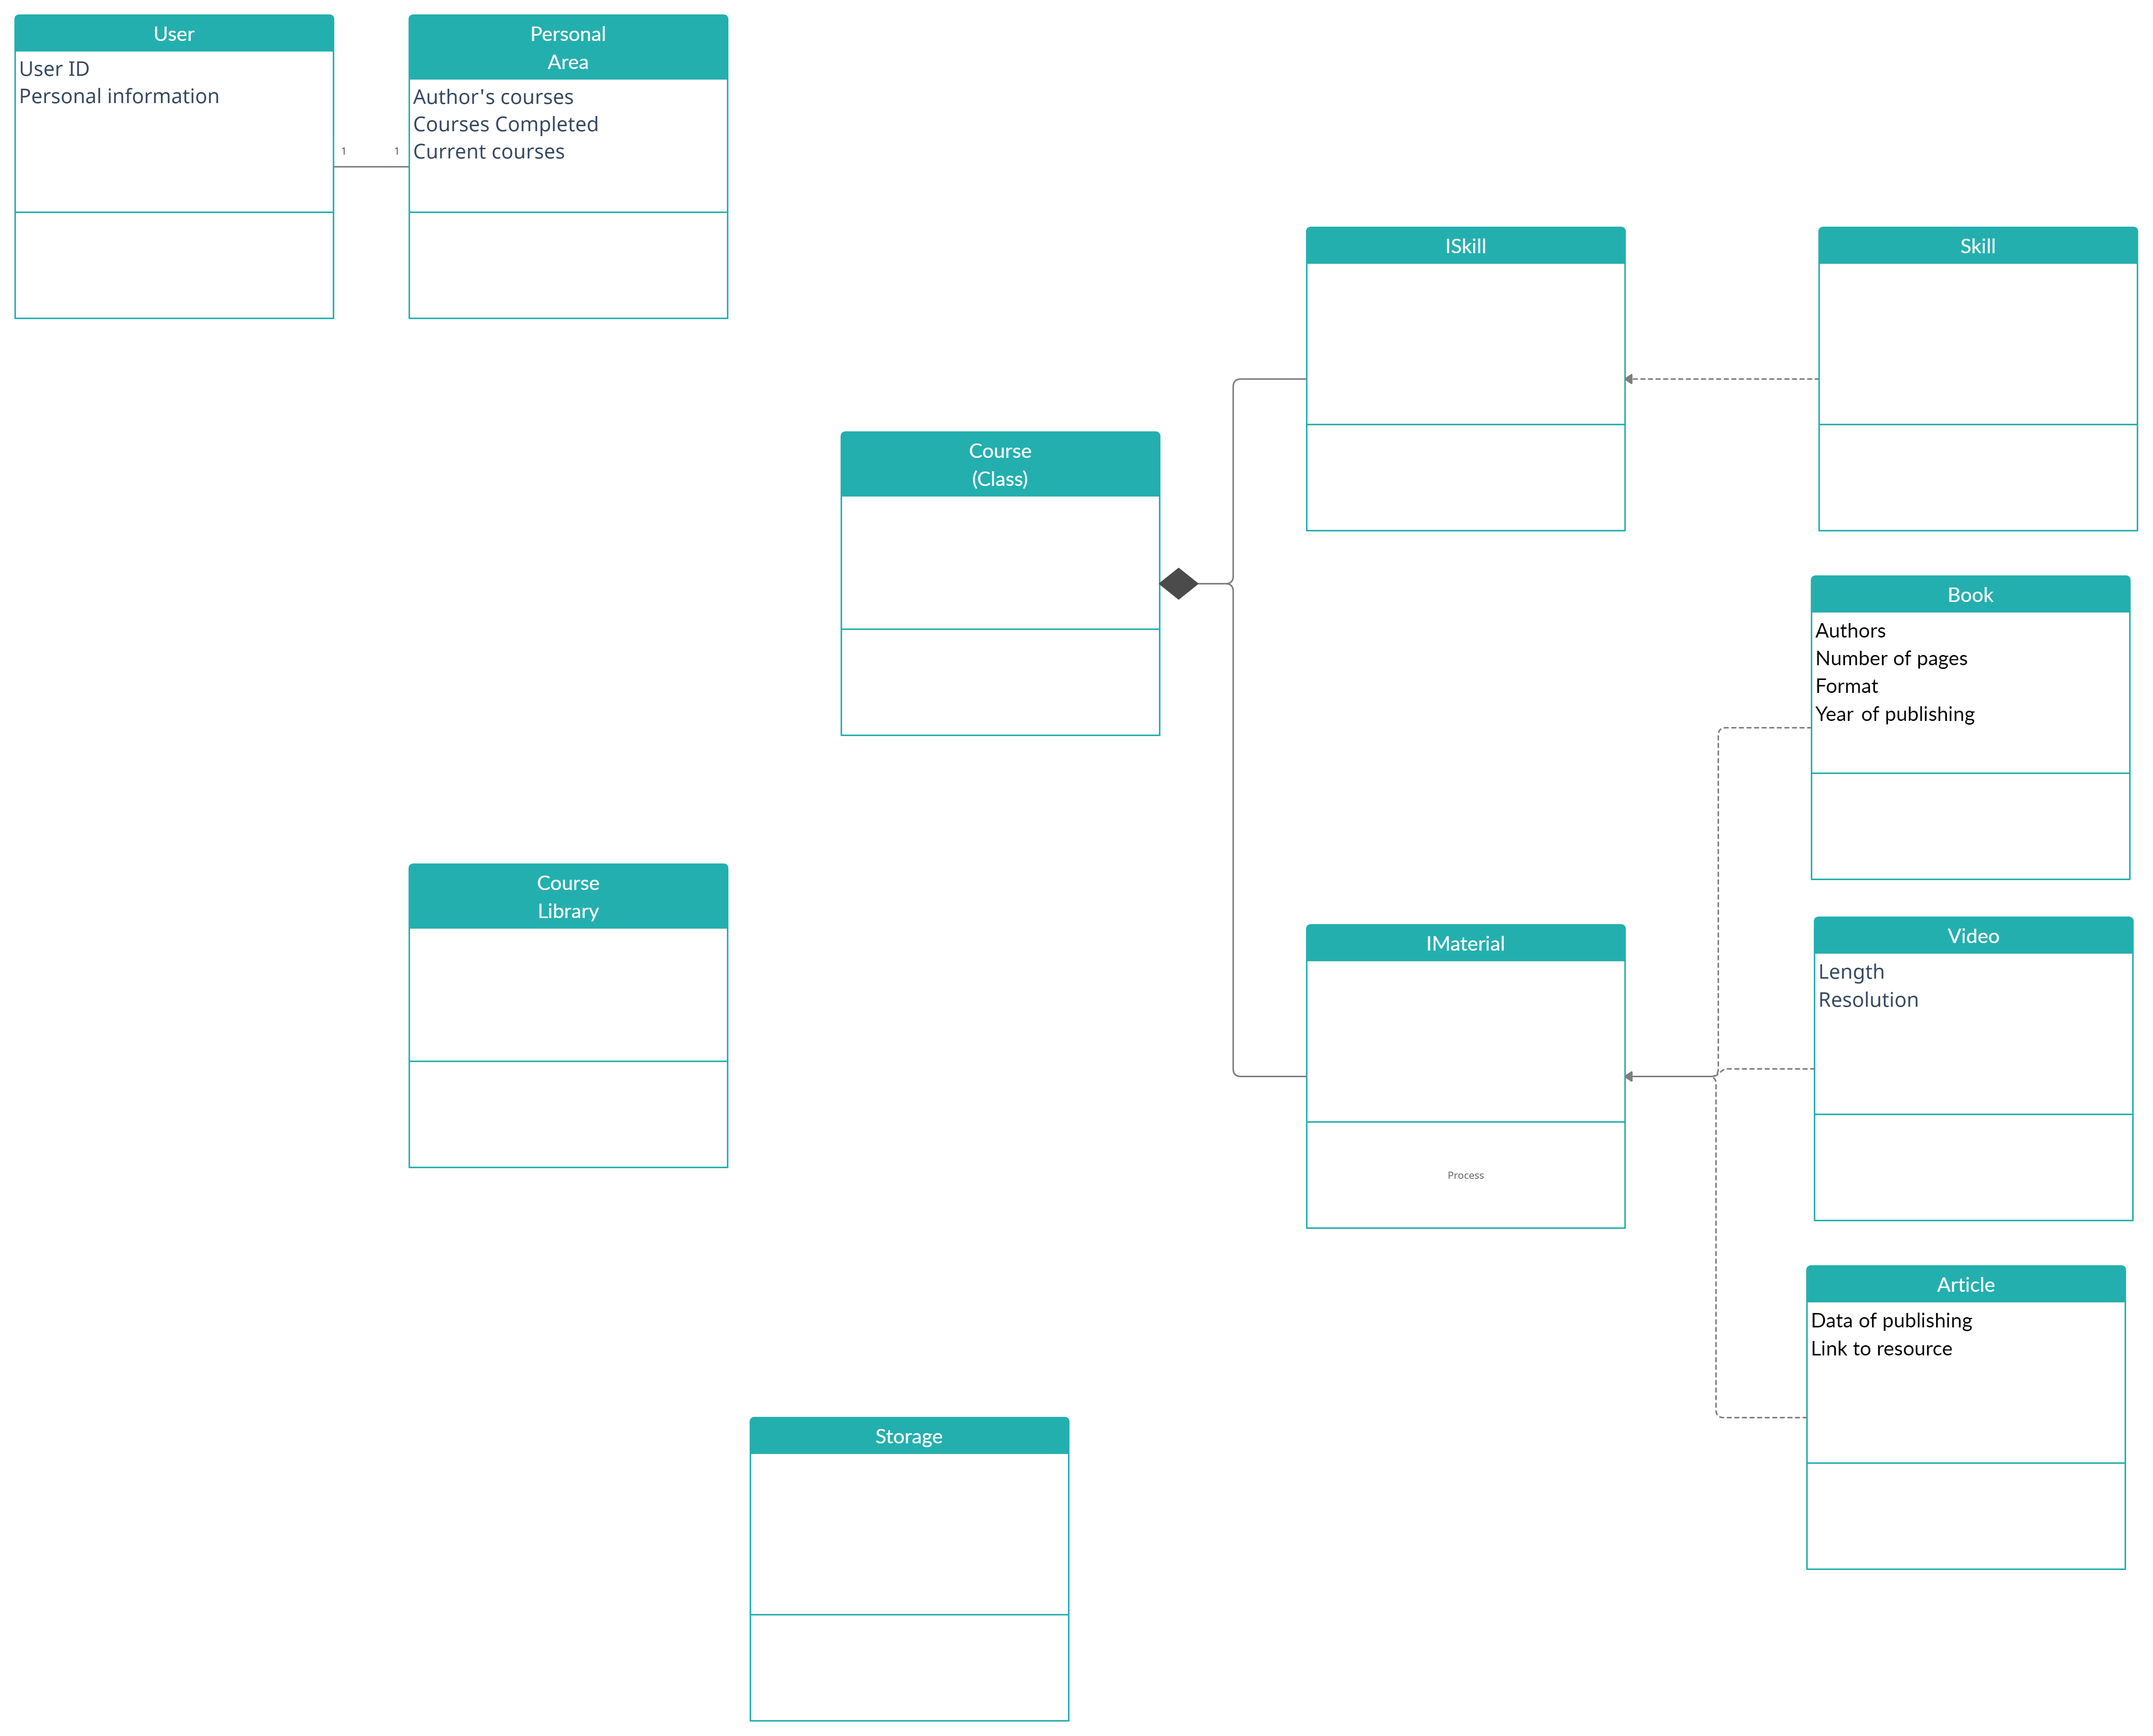 User
User ID
Personal information
1
1
Personal
Area
Author's courses
Courses Completed
Current courses
ISkill
Skill
Course
(Class)
Book
Authors
Number of pages
Format
Year of publishing
Course
Library
IMaterial
Process
Video
Length
Resolution
Article
Data of publishing
Link to resource
Storage